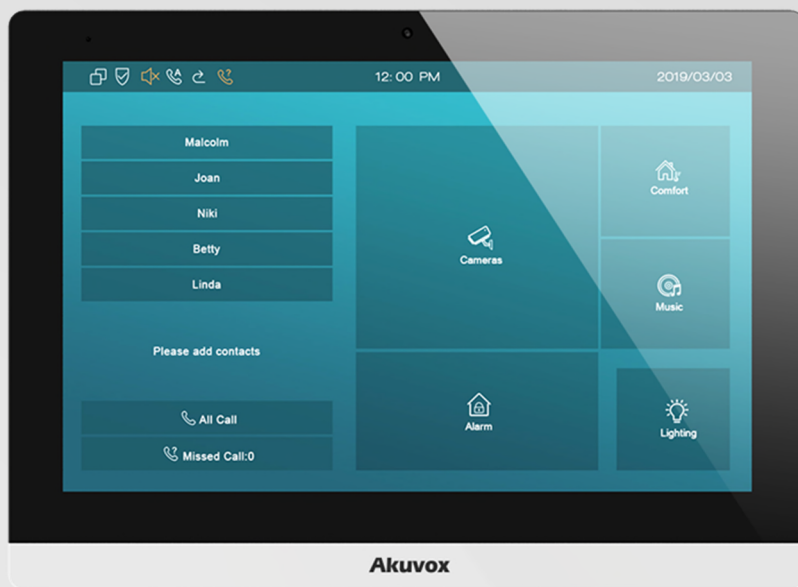 12:00 PM
2019/03/03
Malcolm
Joan
Niki
Betty
Linda
Please add contacts
All Call
Missed Call:0
Cameras
Alarm
Comfort
Music
Lighting
Akuvox